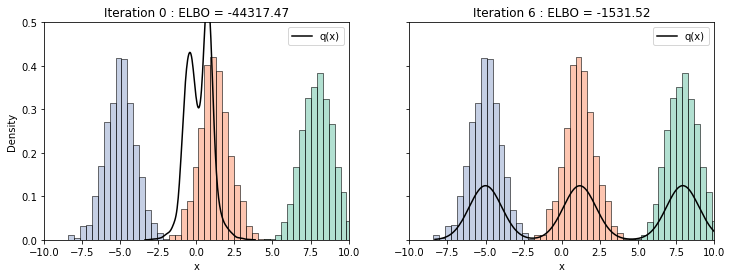 Iteration 0 : ELBO = -44317.47
q(x)
Density
0.5
0.4
0.3
0.2
0.1
0.0
-10.0 -7.5 -5.0 -2.5 0.0 2.5 5.0 7.5 10.0
x
Iteration 6 : ELBO = -1531.52
q(x)
-10.0 -7.5 -5.0 -2.5 0.0 2.5 5.0 7.5 10.0
x